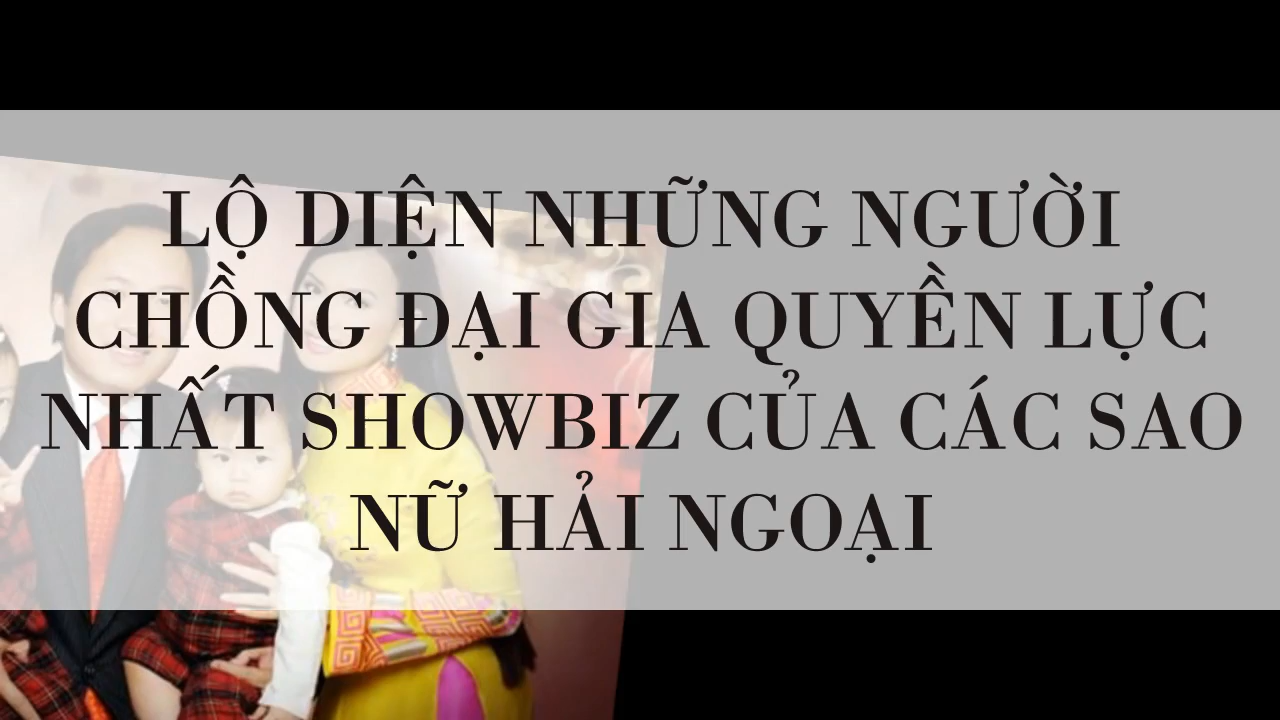 LỘ DIỆN NHỮNG NGƯỜI
CHỒNG ĐẠI GIA QUYỀN LỰC
NHẤT SHOWBIZ CỦA CÁC SAO
NỮ HẢI NGOẠI